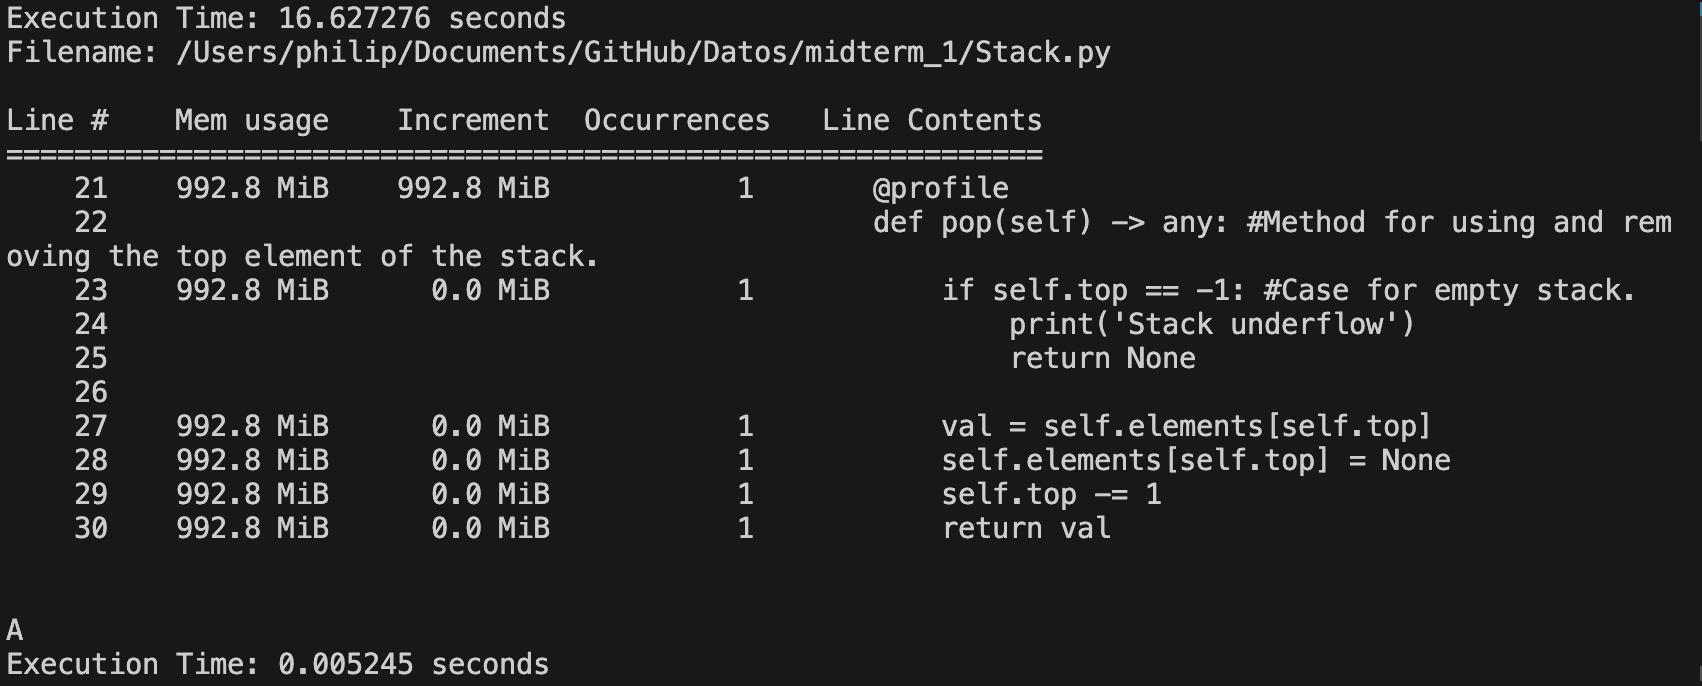 Execution Time: 16.627276 seconds
Filename: /Users/philip/Documents/GitHub/Datos/midterm_1/Stack.py

Line #    Mem usage    Increment  Occurrences   Line Contents
=============================================================
    21    992.8 MiB    992.8 MiB           1       @profile
    22                                             def pop(self) -> any: #Method for using and rem
oving the top element of the stack.
    23    992.8 MiB      0.0 MiB           1           if self.top == -1: #Case for empty stack.
    24                                                     print('Stack underflow')
    25                                                     return None
    26
    27    992.8 MiB      0.0 MiB           1           val = self.elements[self.top]
    28    992.8 MiB      0.0 MiB           1           self.elements[self.top] = None
    29    992.8 MiB      0.0 MiB           1           self.top -= 1
    30    992.8 MiB      0.0 MiB           1           return val


A
Execution Time: 0.005245 seconds